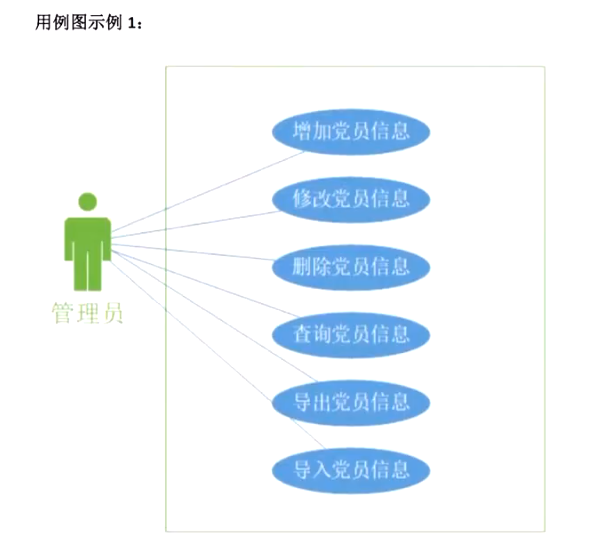 用例图示例 1：
增加党员信息
修改党员信息
删除党员信息
管理员
查询党员信息
导出党员信息
导入党员信息